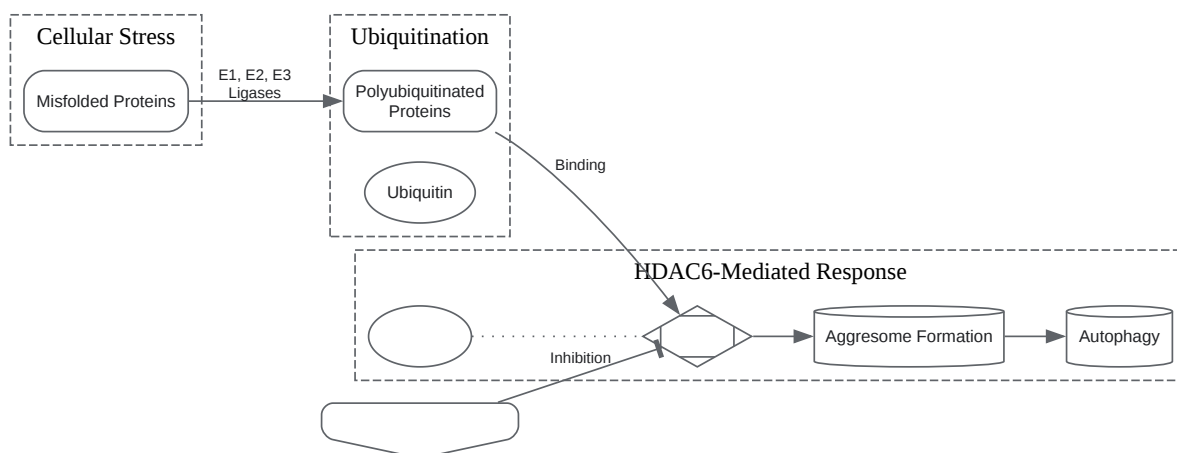 Cellular Stress
Ubiquitination
E1, E2, E3
Ligases
Misfolded Proteins
Polyubiquitinated
Proteins
Binding
Ubiquitin
HDAC6-Mediated Response
Aggresome Formation
Autophagy
Inhibition